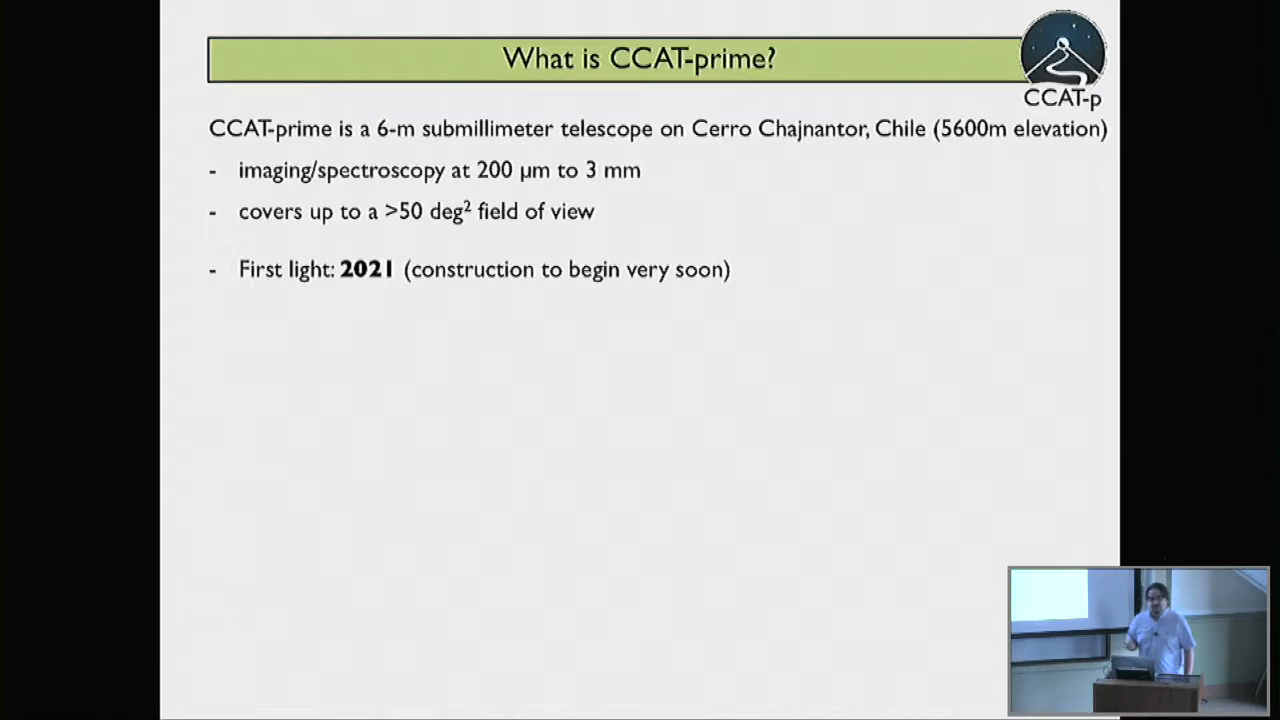 What is CCAT-prime?
CCAT-p
CCAT-prime is a 6-m submillimeter telescope on Cerro Chajnantor, Chile (5600m elevation)
- imaging/spectroscopy at 200 µm to 3 mm
- covers up to a >50 deg² field of view
- First light: 2021 (construction to begin very soon)